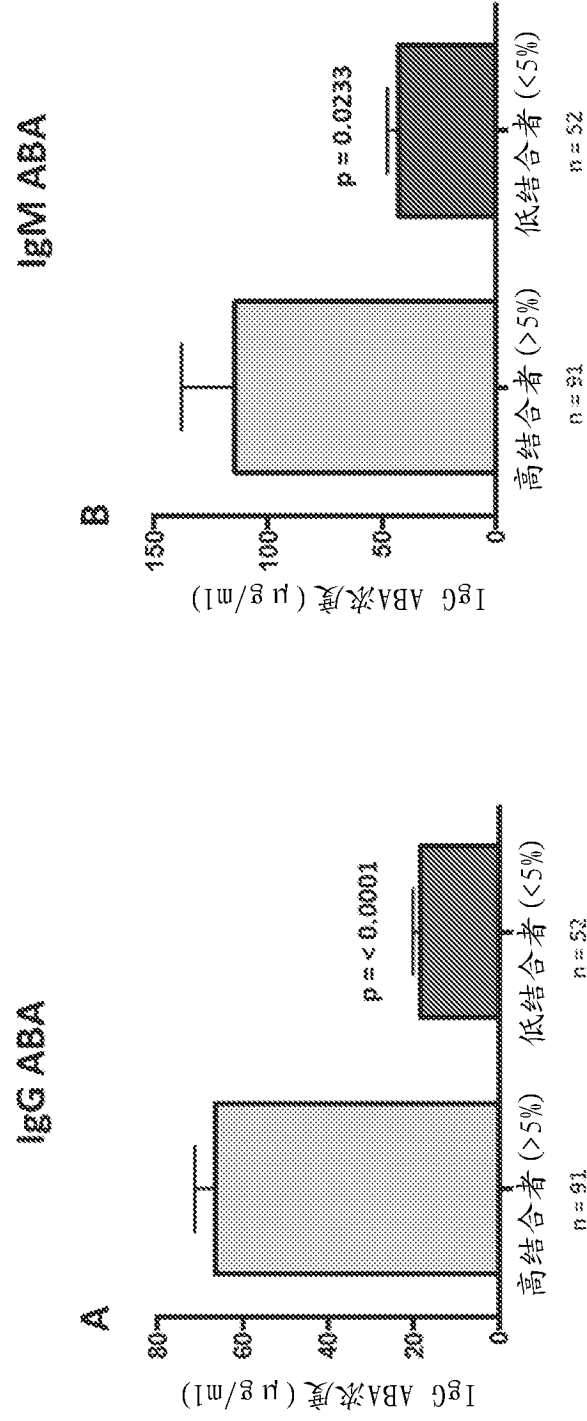 IgG ABA
A
IgG ABA浓度(μg/ml)
80
60
40
20
0
p = < 0.0001
高结合者(>5%)
低结合者(<5%)
n = 91
n = 52
IgM ABA
B
IgG ABA浓度(μg/ml)
150
100
50
0
p = 0.0233
高结合者(>5%)
低结合者(<5%)
n = 91
n = 52